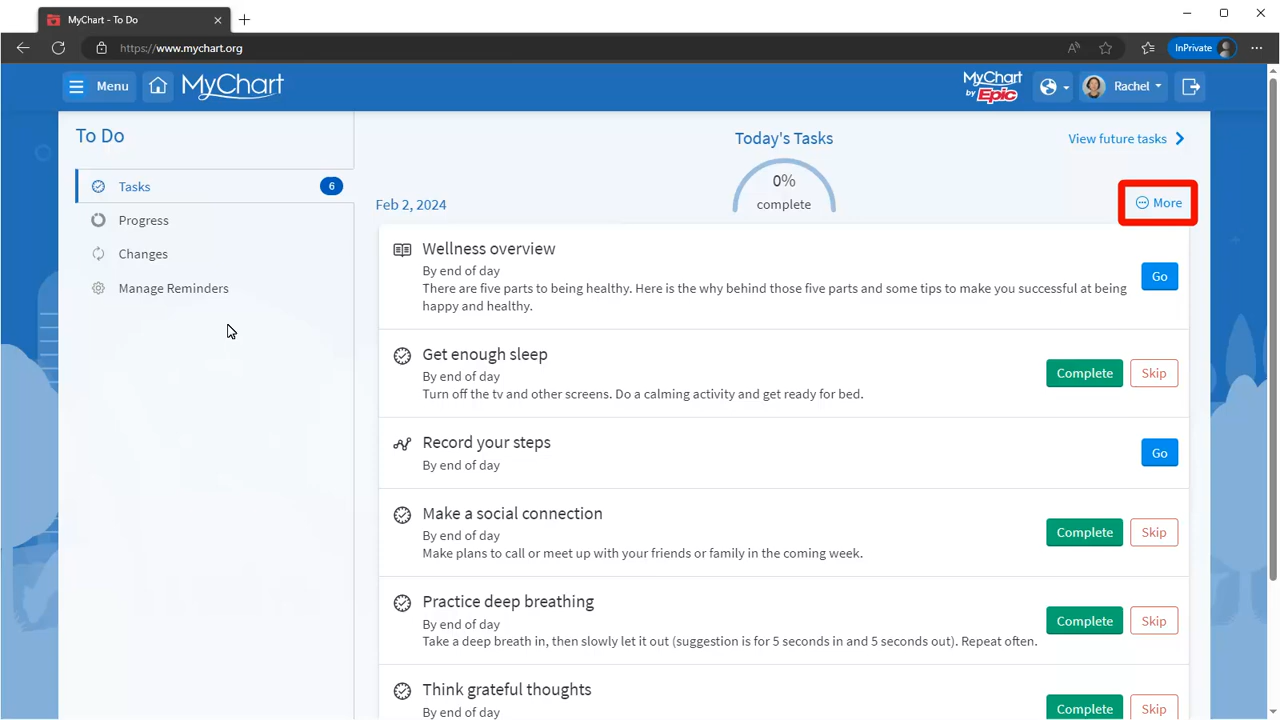 MyChart - To Do
https://www.mychart.org
InPrivate
Menu
MyChart
MyChart
by Epic
Rachel
To Do
Tasks
6
Progress
Changes
Manage Reminders
Today's Tasks
View future tasks
0%
complete
Feb 2, 2024
More
Wellness overview
By end of day
There are five parts to being healthy. Here is the why behind those five parts and some tips to make you successful at being
happy and healthy.
Go
Get enough sleep
By end of day
Turn off the tv and other screens. Do a calming activity and get ready for bed.
Complete
Skip
Record your steps
By end of day
Go
Make a social connection
By end of day
Make plans to call or meet up with your friends or family in the coming week.
Complete
Skip
Practice deep breathing
By end of day
Take a deep breath in, then slowly let it out (suggestion is for 5 seconds in and 5 seconds out). Repeat often.
Complete
Skip
Think grateful thoughts
By end of day
Complete
Skip